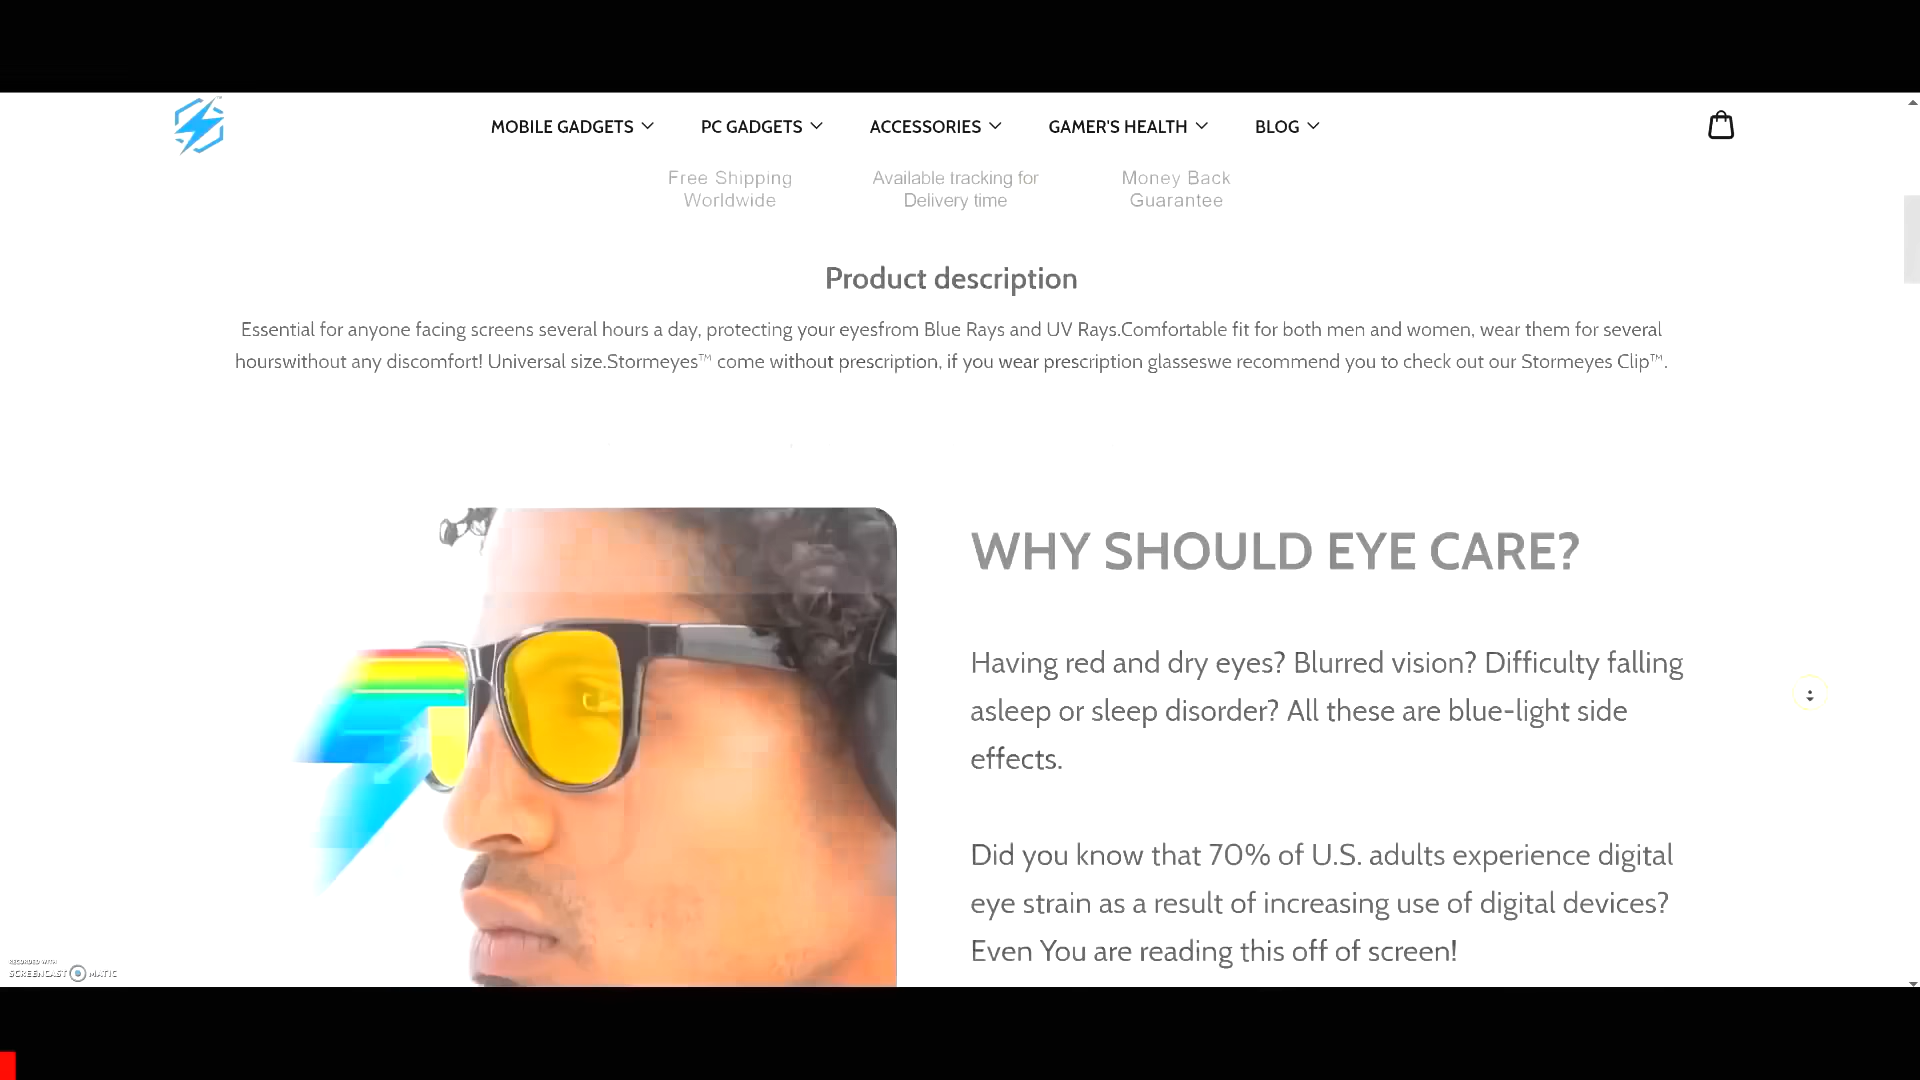 MOBILE GADGETS PC GADGETS ACCESSORIES GAMER'S HEALTH BLOG
Free Shipping Available tracking for Money Back
Worldwide Delivery time Guarantee
Product description
Essential for anyone facing screens several hours a day, protecting your eyesfrom Blue Rays and UV Rays.Comfortable fit for both men and women, wear them for several
hourswithout any discomfort! Universal size.Stormeyes™ come without prescription, if you wear prescription glasseswe recommend you to check out our Stormeyes Clip™.
WHY SHOULD EYE CARE?
Having red and dry eyes? Blurred vision? Difficulty falling
asleep or sleep disorder? All these are blue-light side
effects.
Did you know that 70% of U.S. adults experience digital
eye strain as a result of increasing use of digital devices?
Even You are reading this off of screen!
RECORDED WITH
SCREENCAST MATIC